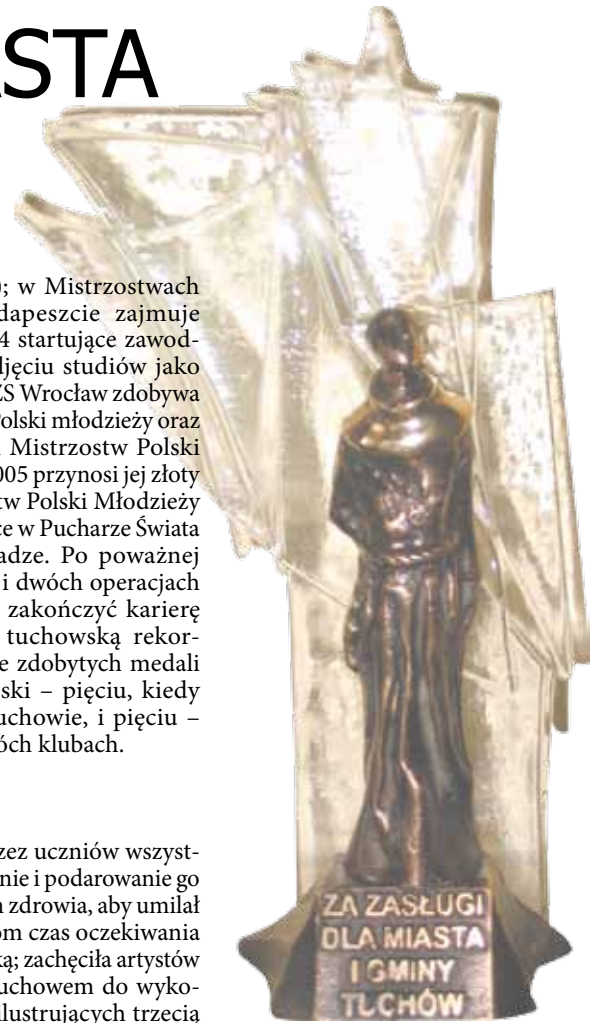 ASTA
); w Mistrzostwach
dapeszcie zajmuje
4 startujące zawod-
djęciu studiów jako
ZS Wrocław zdobywa
Polski młodzieży oraz
Mistrzostw Polski
005 przynosi jej złoty
tw Polski Młodzieży
ce w Pucharze Świata
adze. Po poważnej
i dwóch operacjach
zakończyć karierę
tuchowską rekor-
e zdobytych medali
ski – pięciu, kiedy
uchowie, i pięciu –
óch klubach.
zez uczniów wszyst-
nie i podarowanie go
n zdrowia, aby umilał
om czas oczekiwania
ką; zachęciła artystów
uchowem do wyko-
ilustrujących trzecią
ZA ZASŁUGI
DLA MIASTA
I GMINY
TUCHÓW